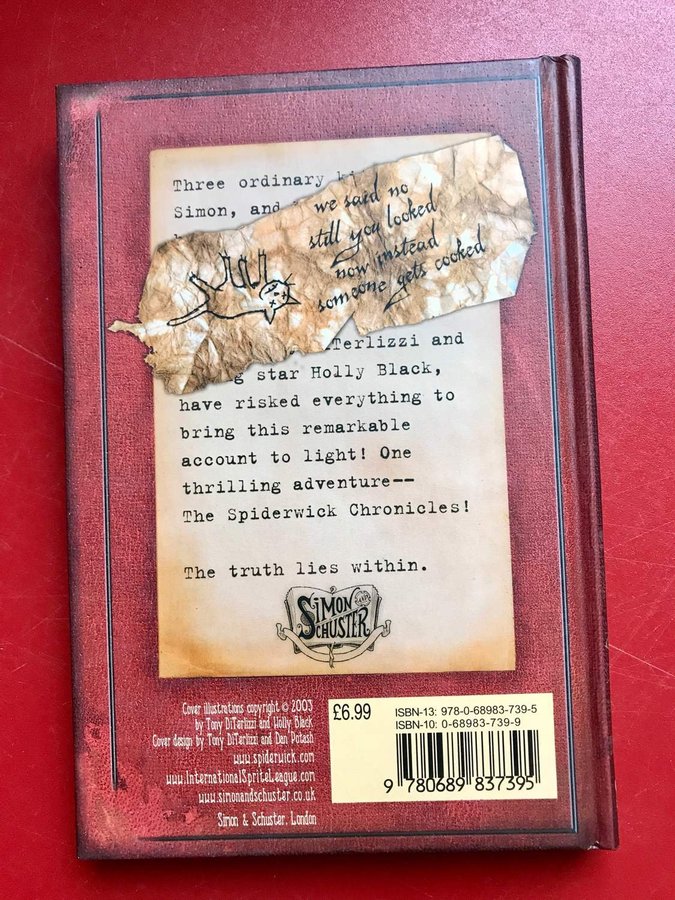 Three ordinary
Simon, and
we said no
still you looked
now instead
someone gets cooked
DiTerlizzi and
star Holly Black,
have risked everything to
bring this remarkable
account to light! One
thrilling adventure--
The Spiderwick Chronicles!
The truth lies within.
SIMON
SCHUSTER
Cover illustrations copyright © 2003
by Tony DiTerlizzi and Holly Black
Cover design by Tony DiTerlizzi and Dan Potash
www.spiderwick.com
www.InternationalSpriteLeague.com
www.simonandschuster.co.uk
Simon & Schuster, London
£6.99
ISBN-13: 978-0-68983-739-5
ISBN-10: 0-68983-739-9
9 780689 837395